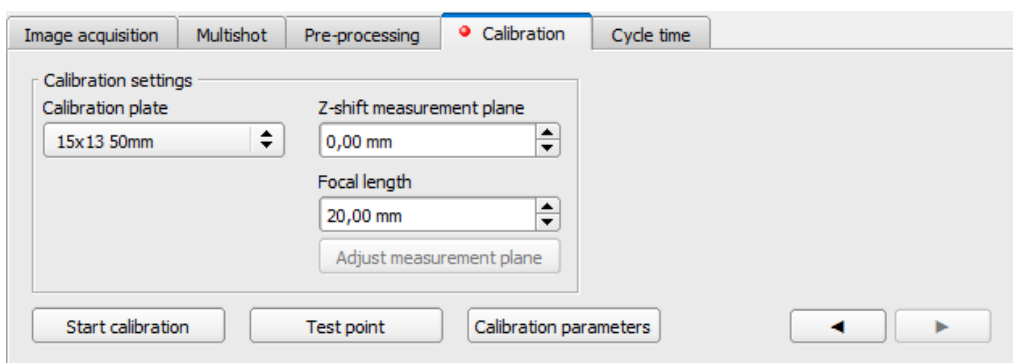 Image acquisition Multishot Pre-processing Calibration Cycle time
Calibration settings
Calibration plate Z-shift measurement plane
15x13 50mm 0,00 mm
Focal length
20,00 mm
Adjust measurement plane
Start calibration Test point Calibration parameters